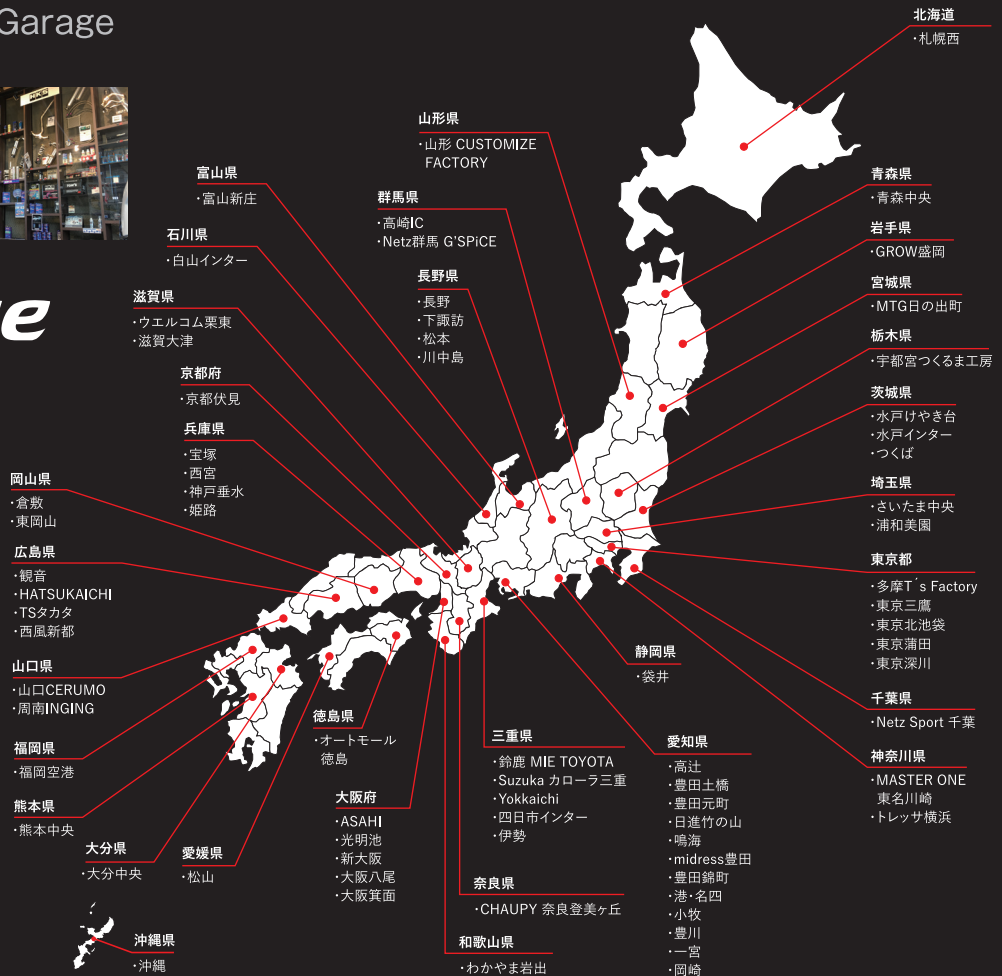 Garage
HKS
e
北海道
・札幌西
山形県
・山形 CUSTOMIZE
FACTORY
富山県
・富山新庄
群馬県
・高崎IC
・Netz群馬 G'SPiCE
石川県
・白山インター
長野県
・長野
・下諏訪
・松本
・川中島
滋賀県
・ウエルコム栗東
・滋賀大津
京都府
・京都伏見
兵庫県
・宝塚
・西宮
・神戸垂水
・姫路
岡山県
・倉敷
・東岡山
広島県
・観音
・HATSUKAICHI
・TSタカタ
・西風新都
山口県
・山口CERUMO
・周南INGING
福岡県
・福岡空港
熊本県
・熊本中央
大分県
・大分中央
愛媛県
・松山
沖縄県
・沖縄
徳島県
・オートモール
徳島
大阪府
・ASAHI
・光明池
・新大阪
・大阪八尾
・大阪箕面
三重県
・鈴鹿 MIE TOYOTA
・Suzuka カローラ三重
・Yokkaichi
・四日市インター
・伊勢
奈良県
・CHAUPY 奈良登美ヶ丘
和歌山県
・わかやま岩出
静岡県
・袋井
愛知県
・高辻
・豊田土橋
・豊田元町
・日進竹の山
・鳴海
・midress豊田
・豊田錦町
・港・名四
・小牧
・豊川
・一宮
・岡崎
青森県
・青森中央
岩手県
・GROW盛岡
宮城県
・MTG日の出町
栃木県
・宇都宮つくるま工房
茨城県
・水戸けやき台
・水戸インター
・つくば
埼玉県
・さいたま中央
・浦和美園
東京都
・多摩T´s Factory
・東京三鷹
・東京北池袋
・東京蒲田
・東京深川
千葉県
・Netz Sport 千葉
神奈川県
・MASTER ONE
東名川崎
・トレッサ横浜